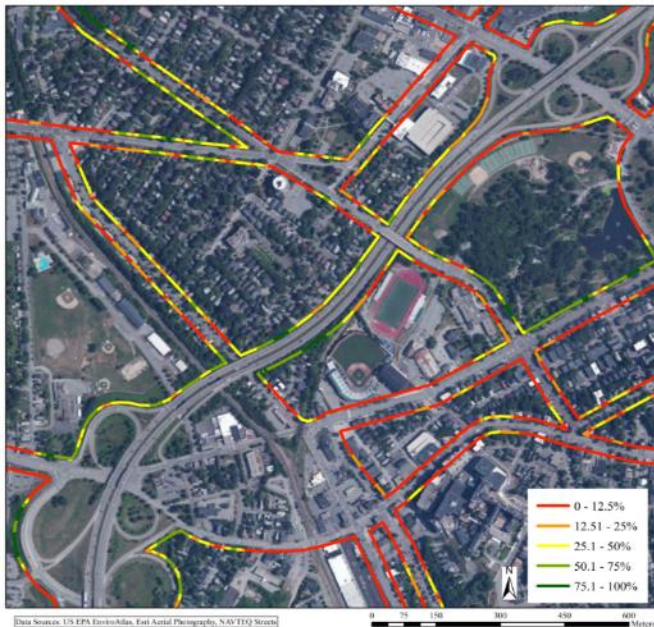 0 - 12.5%
12.51 - 25%
25.1 - 50%
50.1 - 75%
75.1 - 100%
N
Data Sources: US EPA EnviroAtlas, Esri Aerial Photography, NAVTEQ Streets
0 75 150 300 450 600
Meters